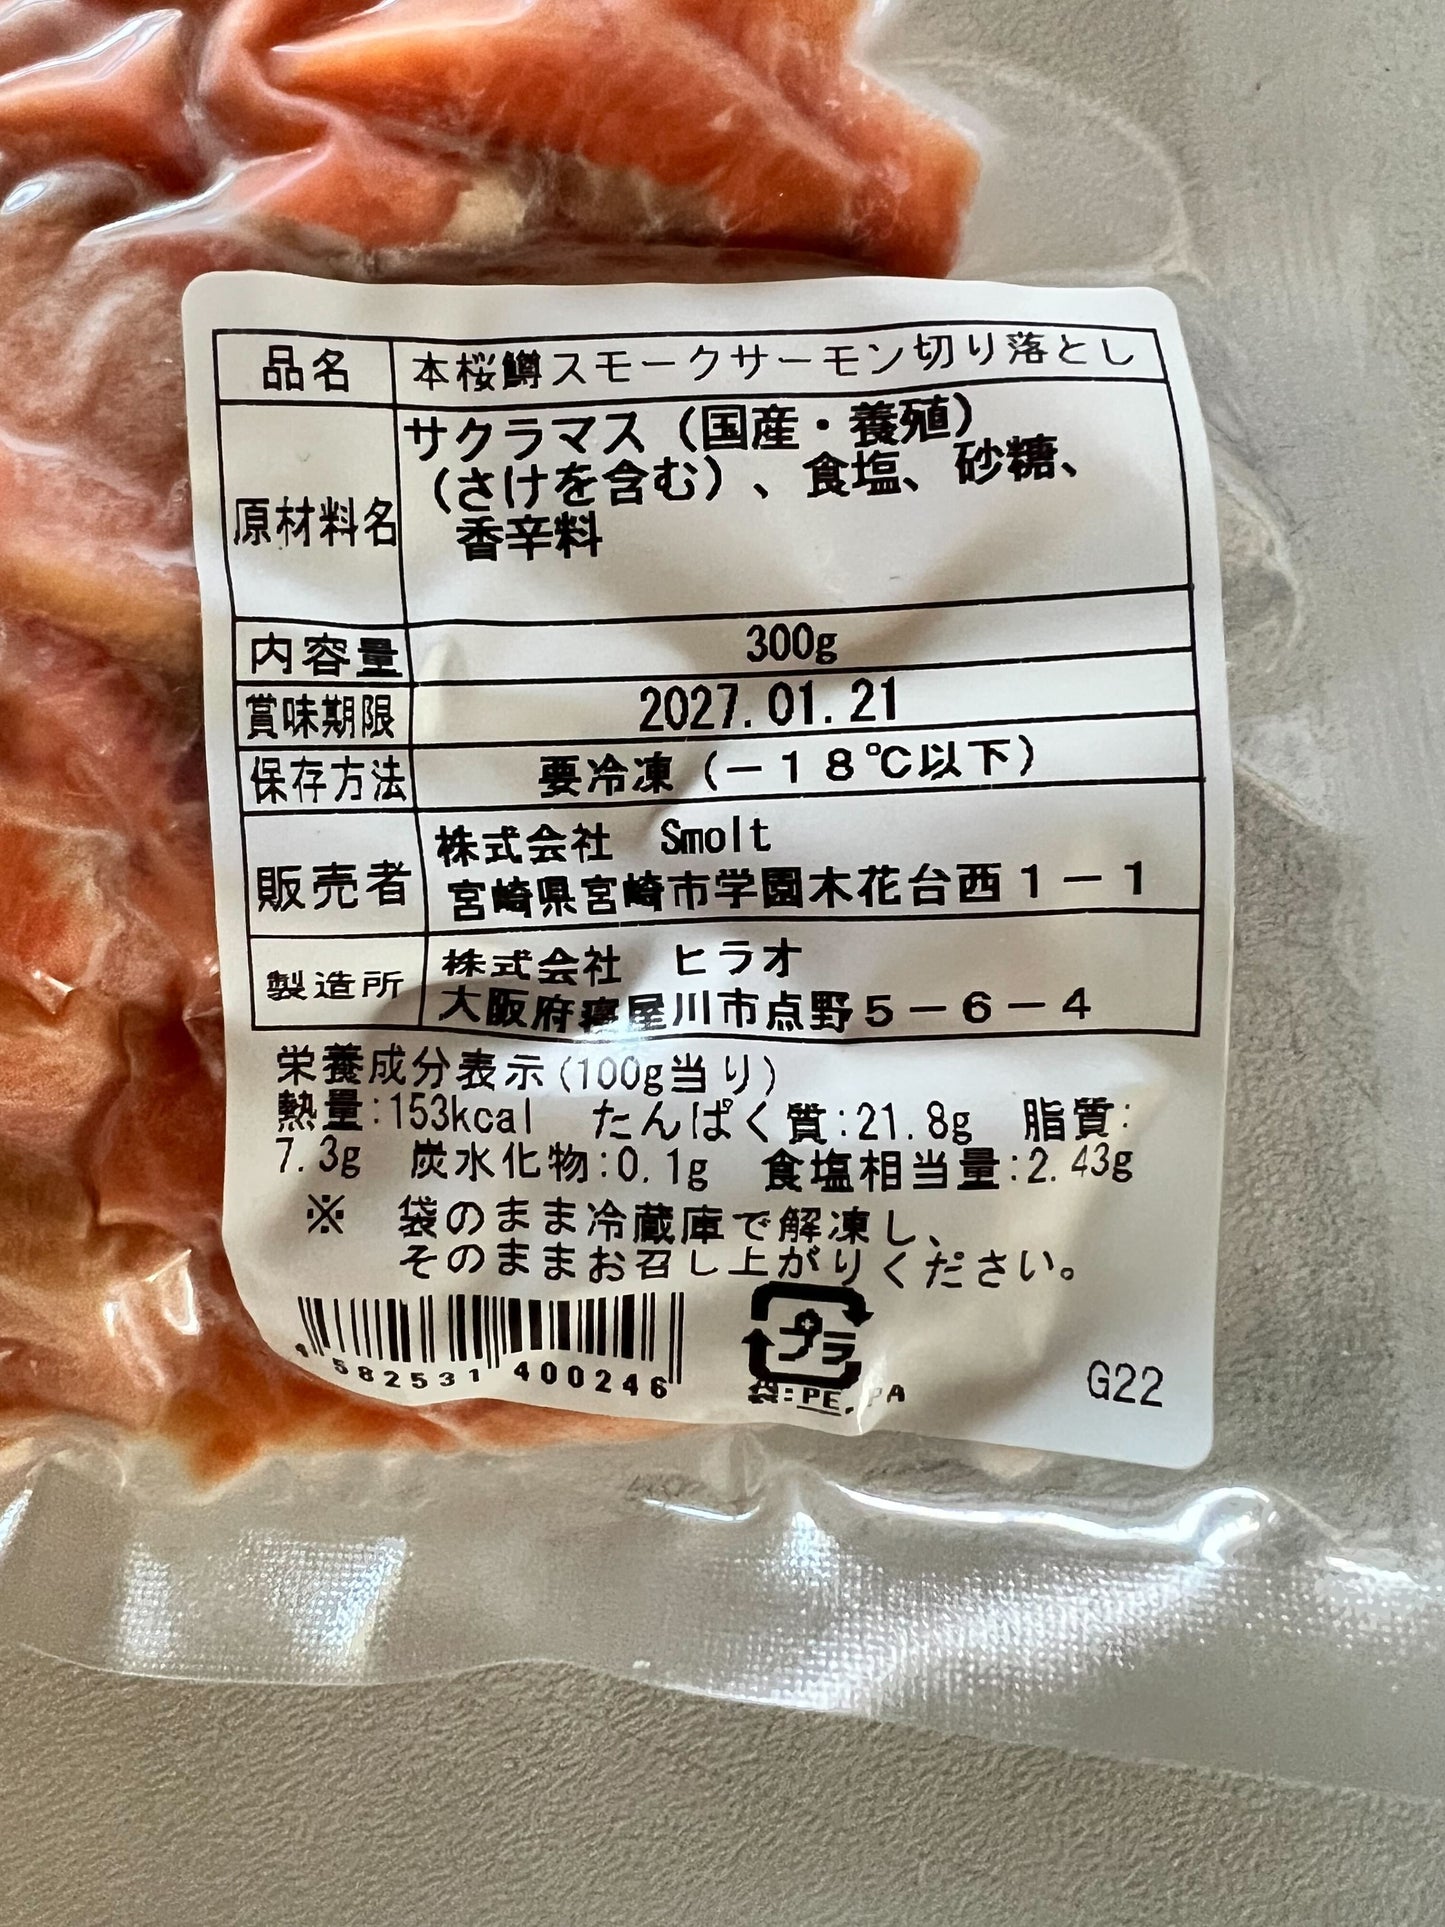 品名 本桜鱒スモークサーモン切り落とし
原材料名 サクラマス（国産・養殖）
（さけを含む）、食塩、砂糖、
香辛料
内容量 300g
賞味期限 2027.01.21
保存方法 要冷凍（－１８℃以下）
販売者 株式会社　Smolt
宮崎県宮崎市学園木花台西１－１
製造所 株式会社　ヒラオ
大阪府寝屋川市点野５－６－４
栄養成分表示(100g当り)
熱量:153kcal　たんぱく質:21.8g　脂質:
7.3g　炭水化物:0.1g　食塩相当量:2.43g
※　袋のまま冷蔵庫で解凍し、
そのままお召し上がりください。
4 582531 400246
プラ
袋:PE,PA
G22